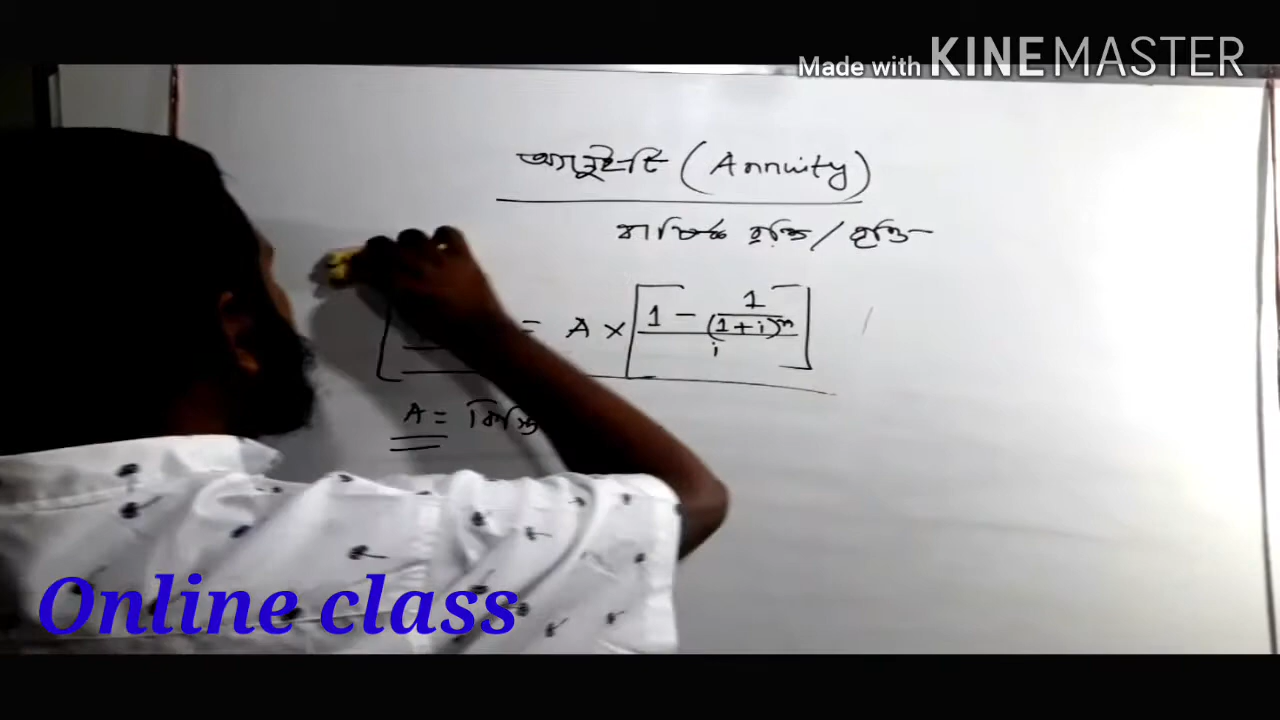 Made with KINEMASTER
অ্যানুইটি (Annuity)
বার্ষিক বৃত্তি / বৃত্তি
= A × [1 - 1/(1+i)^n / i]
A = কিস্তি
Online class